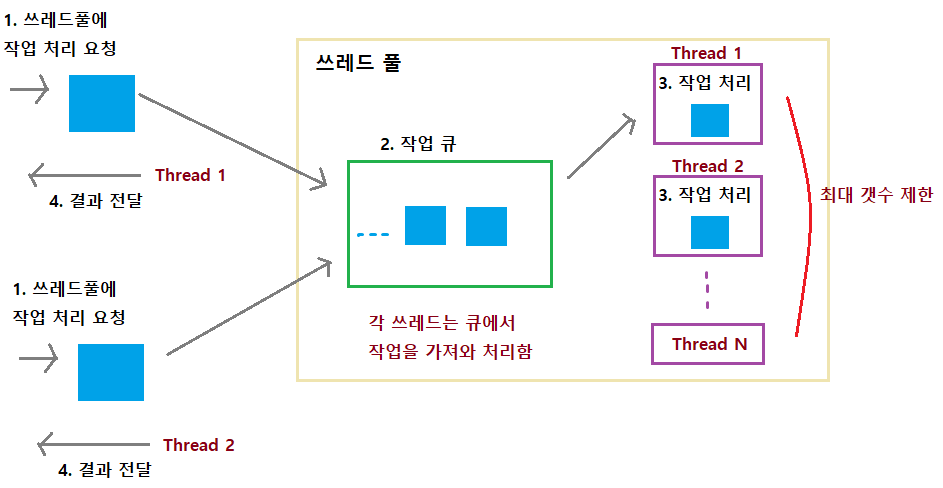 1. 쓰레드풀에
작업 처리 요청
Thread 1
4. 결과 전달
1. 쓰레드풀에
작업 처리 요청
Thread 2
4. 결과 전달
쓰레드 풀
2. 작업 큐
각 쓰레드는 큐에서
작업을 가져와 처리함
Thread 1
3. 작업 처리
Thread 2
3. 작업 처리
Thread N
최대 갯수 제한